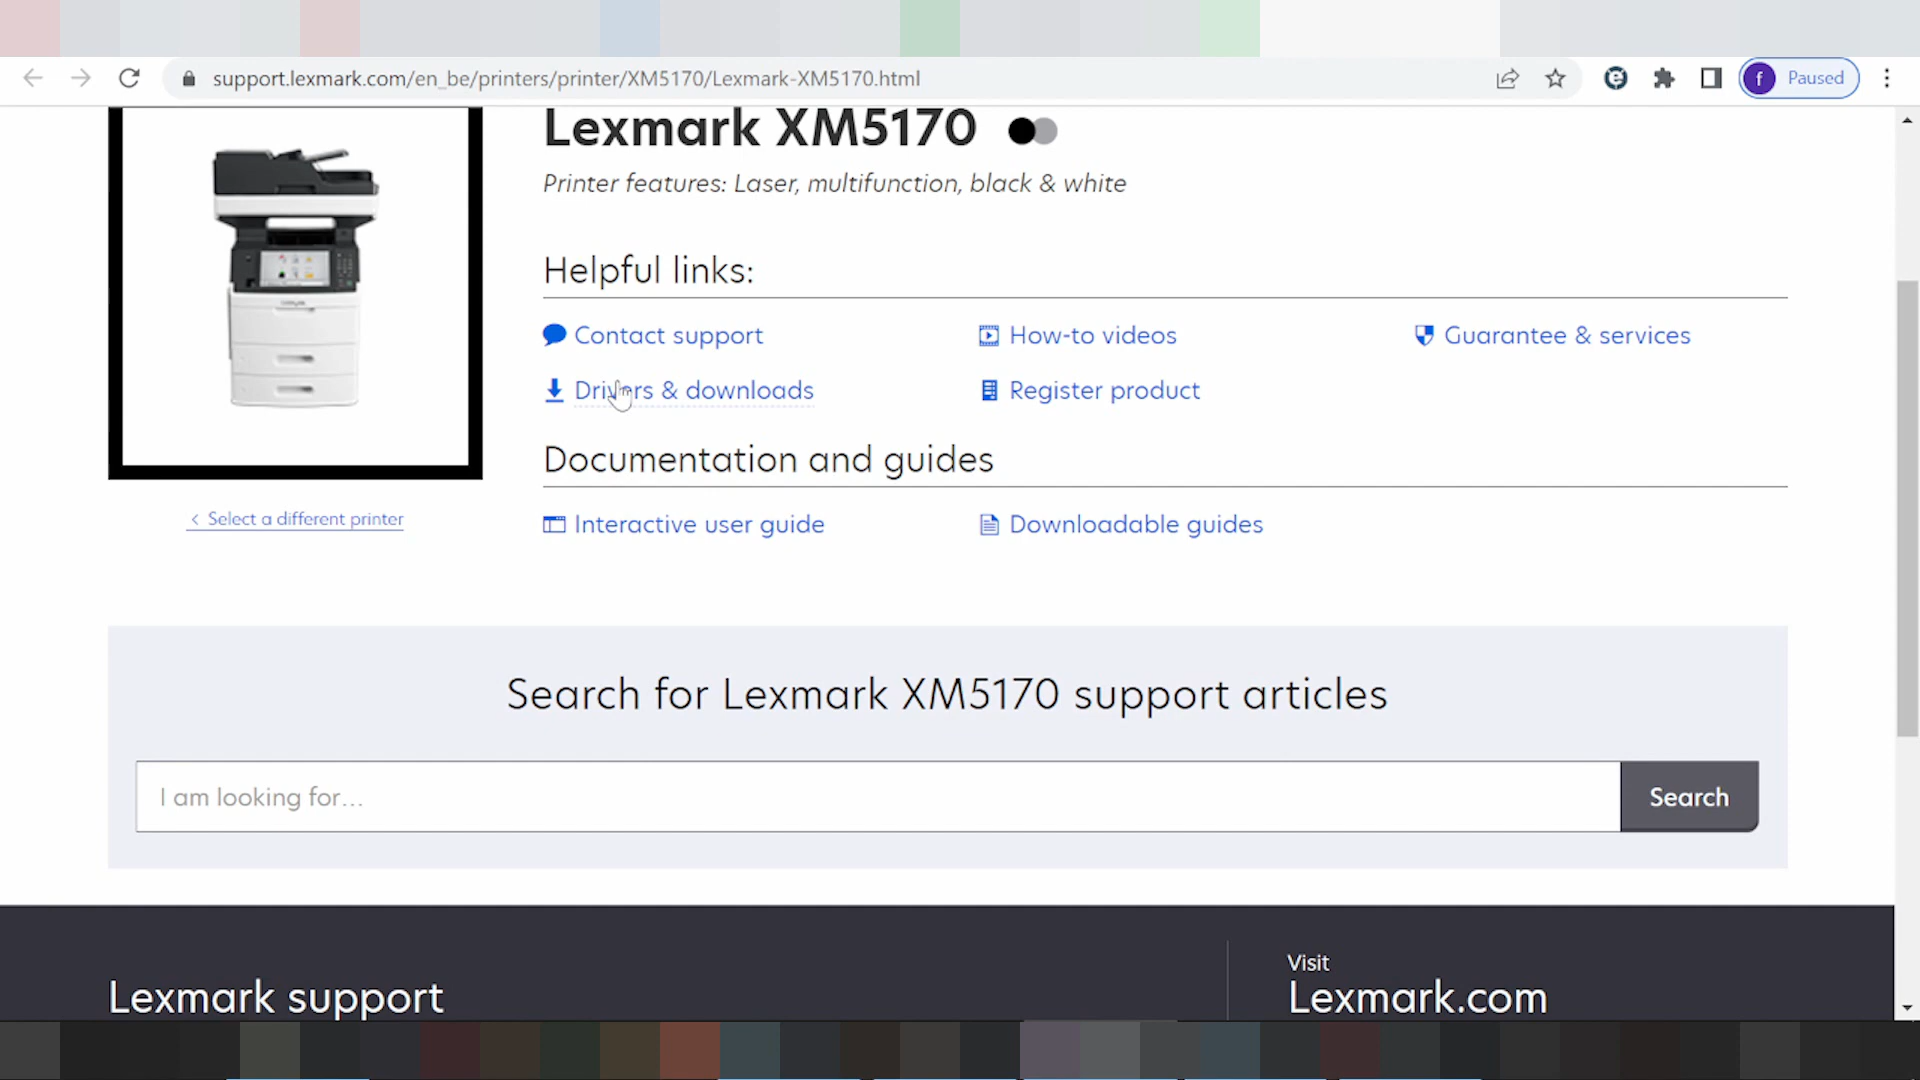 support.lexmark.com/en_be/printers/printer/XM5170/Lexmark-XM5170.html
f
Paused
Lexmark XM5170
Printer features: Laser, multifunction, black & white
Helpful links:
Contact support
How-to videos
Guarantee & services
Drivers & downloads
Register product
Documentation and guides
< Select a different printer
Interactive user guide
Downloadable guides
Search for Lexmark XM5170 support articles
I am looking for...
Search
Visit
Lexmark support
Lexmark.com